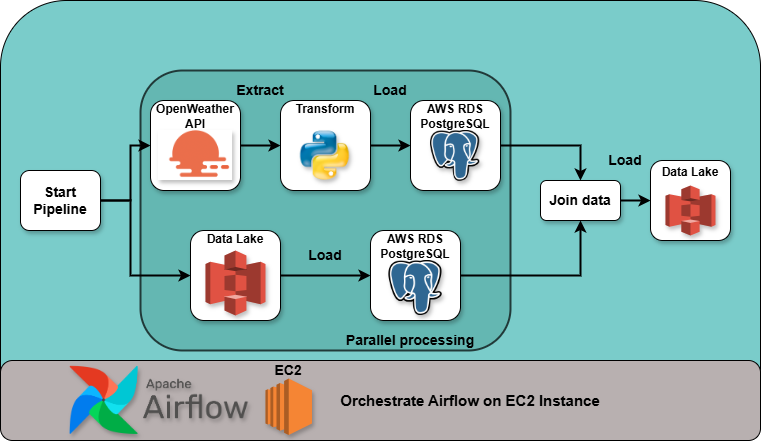 Extract
Load
OpenWeather
API
Transform
AWS RDS
PostgreSQL
Start
Pipeline
Join data
Load
Data Lake
Data Lake
Load
AWS RDS
PostgreSQL
Parallel processing
Apache
Airflow
EC2
Orchestrate Airflow on EC2 Instance